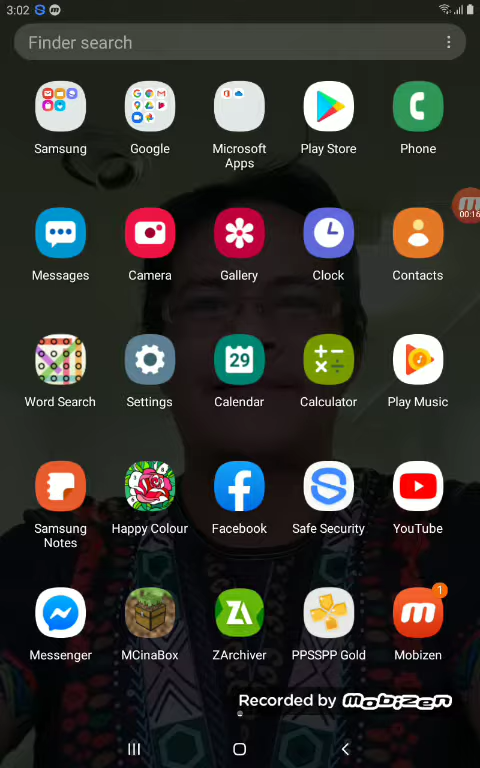 3:02
Finder search
Samsung Google Microsoft Apps Play Store Phone
00:16
Messages Camera Gallery Clock Contacts
29
Word Search Settings Calendar Calculator Play Music
Samsung Notes Happy Colour Facebook Safe Security YouTube
1
Messenger MCinaBox ZArchiver PPSSPP Gold Mobizen
Recorded by Mobizen